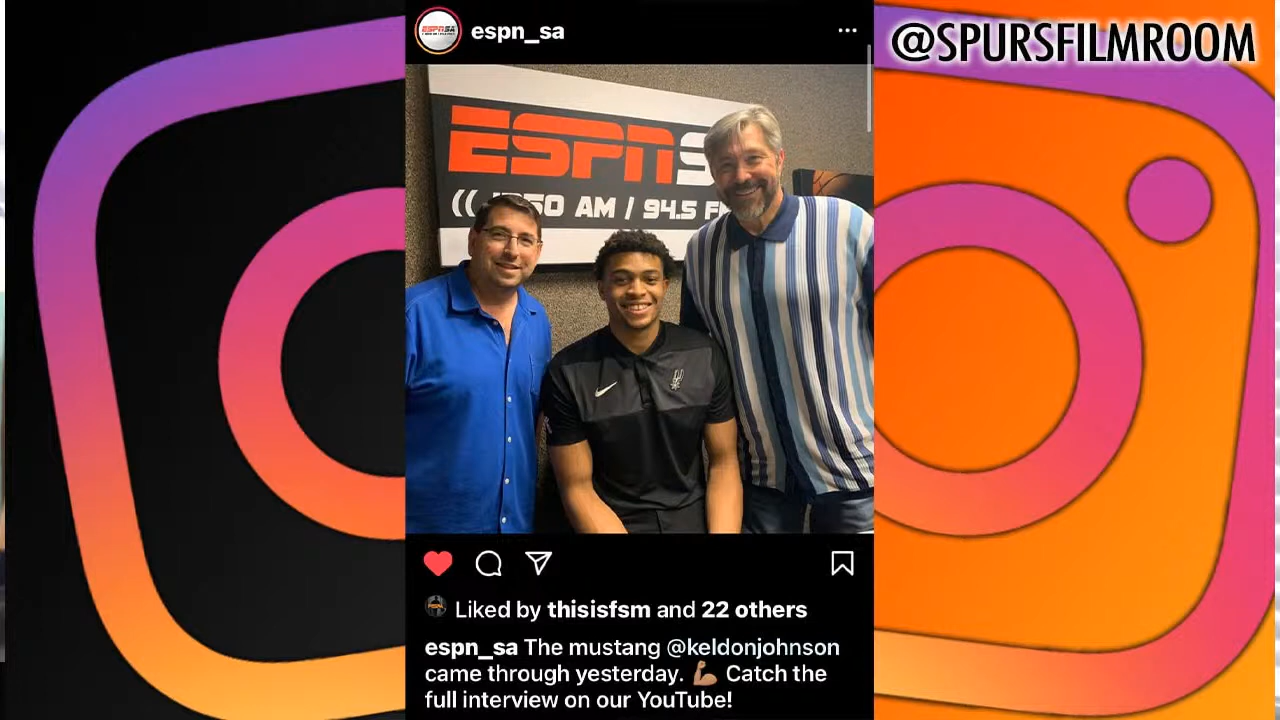 espn_sa
@SPURSFILMROOM
ESPN
AM / 94.5 FM
Liked by thisisfsm and 22 others
espn_sa The mustang @keldonjohnson
came through yesterday. 💪🏽 Catch the
full interview on our YouTube!